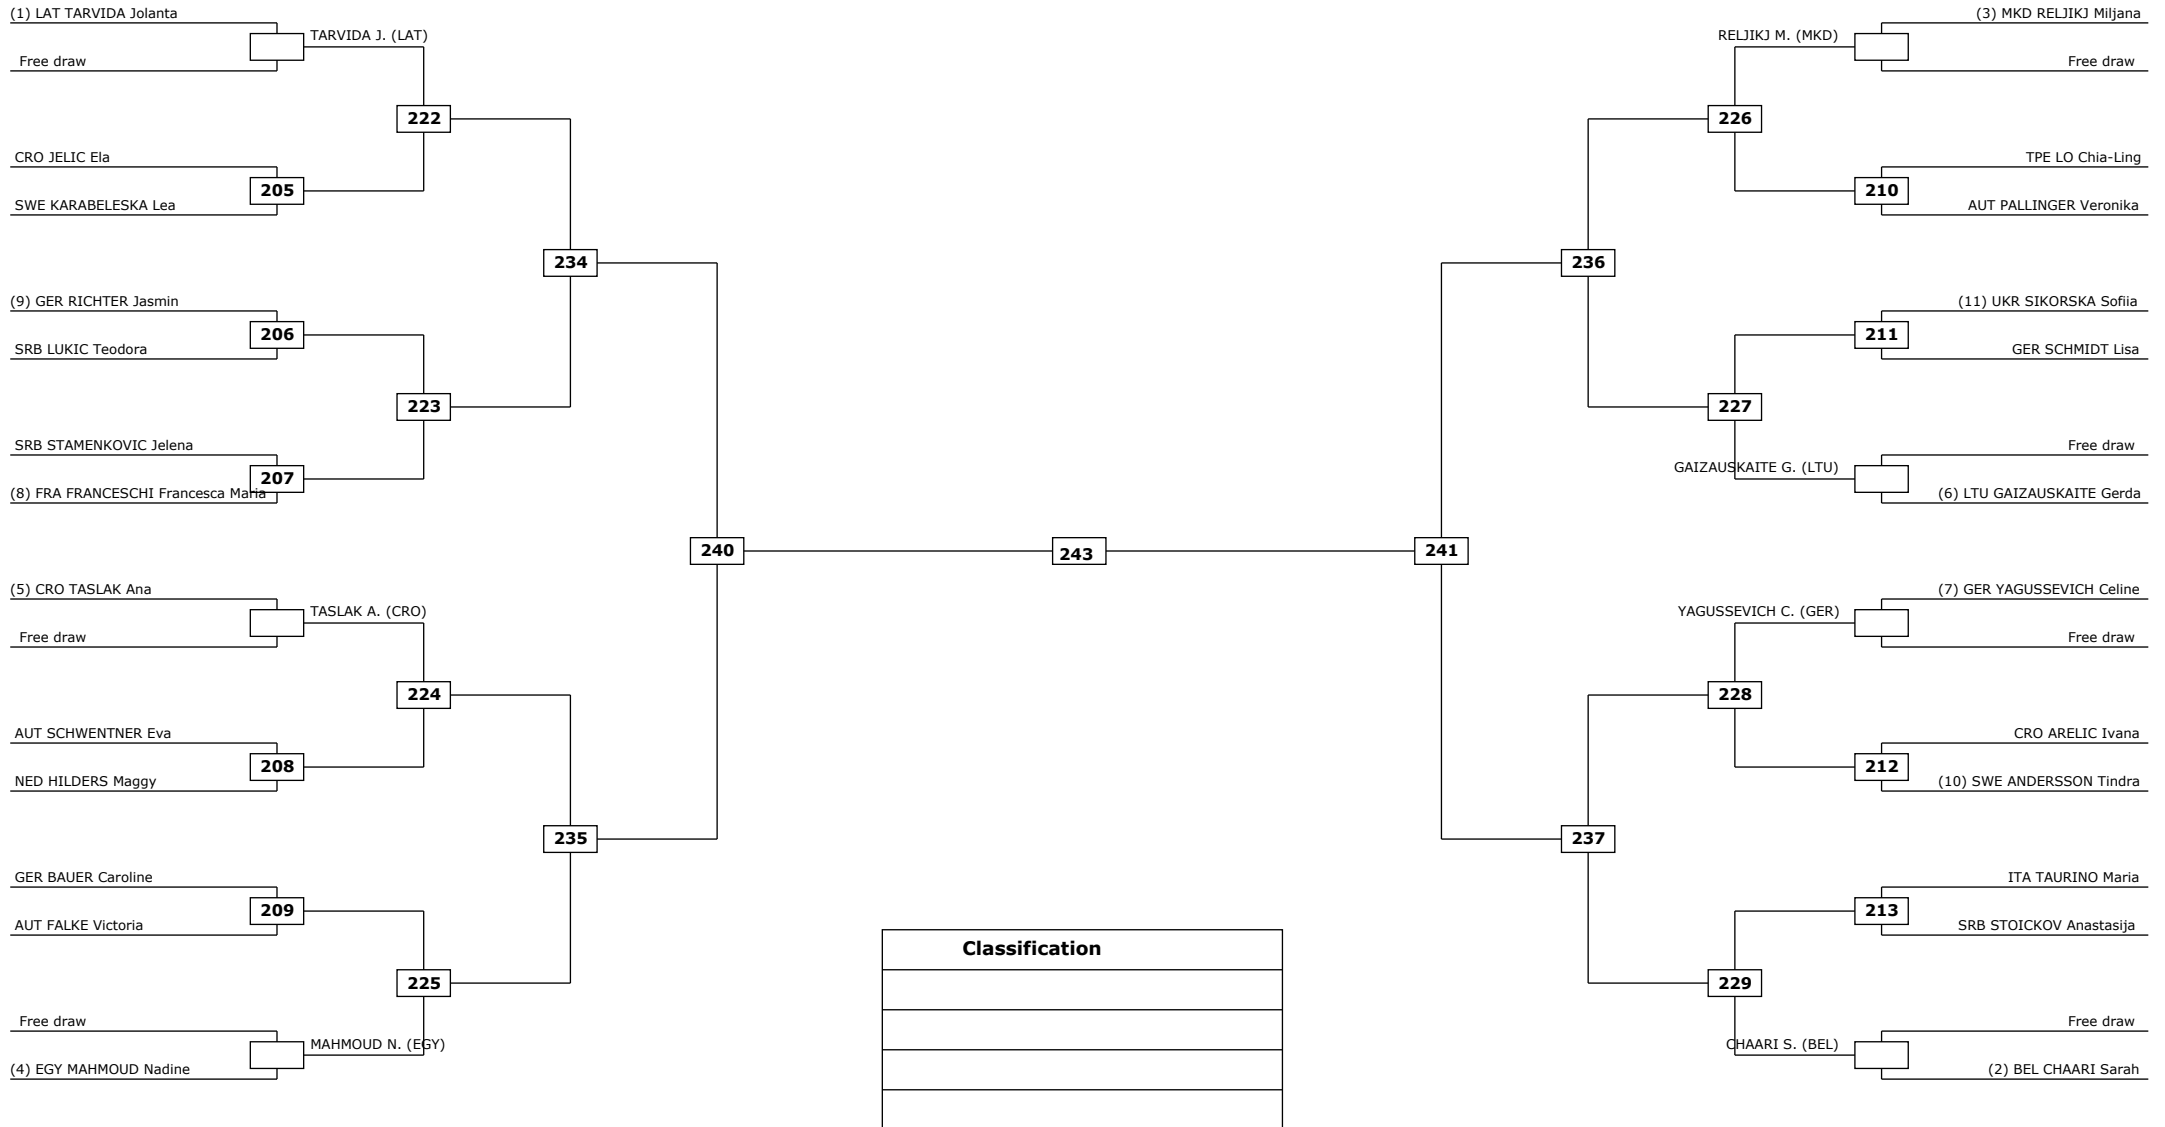 (1) LAT TARVIDA Jolanta
TARVIDA J. (LAT)
Free draw
222
CRO JELIC Ela
205
SWE KARABELESKA Lea
234
(9) GER RICHTER Jasmin
206
SRB LUKIC Teodora
223
SRB STAMENKOVIC Jelena
207
(8) FRA FRANCESCHI Francesca Maria
240
(5) CRO TASLAK Ana
TASLAK A. (CRO)
Free draw
224
AUT SCHWENTNER Eva
208
NED HILDERS Maggy
235
GER BAUER Caroline
209
AUT FALKE Victoria
225
Free draw
MAHMOUD N. (EGY)
(4) EGY MAHMOUD Nadine
243
Classification
(3) MKD RELJIKJ Miljana
RELJIKJ M. (MKD)
Free draw
226
TPE LO Chia-Ling
210
AUT PALLINGER Veronika
236
(11) UKR SIKORSKA Sofiia
211
GER SCHMIDT Lisa
227
Free draw
GAIZAUSKAITE G. (LTU)
(6) LTU GAIZAUSKAITE Gerda
241
(7) GER YAGUSSEVICH Celine
YAGUSSEVICH C. (GER)
Free draw
228
CRO ARELIC Ivana
212
(10) SWE ANDERSSON Tindra
237
ITA TAURINO Maria
213
SRB STOICKOV Anastasija
229
Free draw
CHAARI S. (BEL)
(2) BEL CHAARI Sarah